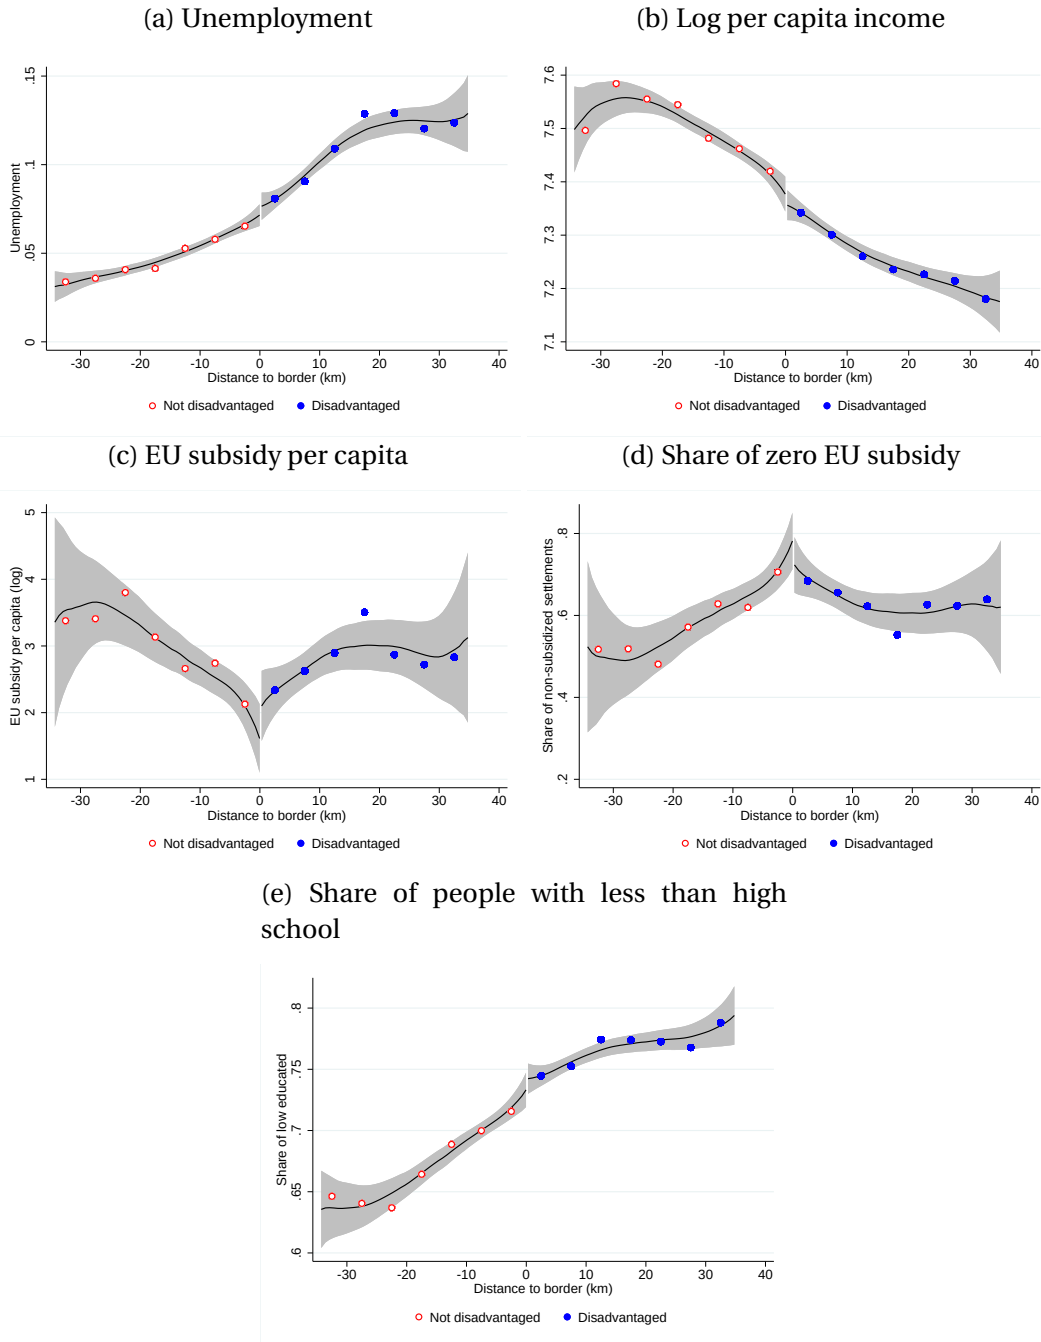 (a) Unemployment
(b) Log per capita income
Unemployment
0
.05
.1
.15
-30 -20 -10 0 10 20 30 40
Distance to border (km)
Not disadvantaged Disadvantaged
7.1
7.2
7.3
7.4
7.5
7.6
-30 -20 -10 0 10 20 30 40
Distance to border (km)
Not disadvantaged Disadvantaged
(c) EU subsidy per capita
(d) Share of zero EU subsidy
EU subsidy per capita (log)
1
2
3
4
5
-30 -20 -10 0 10 20 30 40
Distance to border (km)
Not disadvantaged Disadvantaged
Share of non-subsidized settlements
.2
.4
.6
.8
-30 -20 -10 0 10 20 30 40
Distance to border (km)
Not disadvantaged Disadvantaged
(e) Share of people with less than high
school
Share of low educated
.6
.65
.7
.75
.8
-30 -20 -10 0 10 20 30 40
Distance to border (km)
Not disadvantaged Disadvantaged